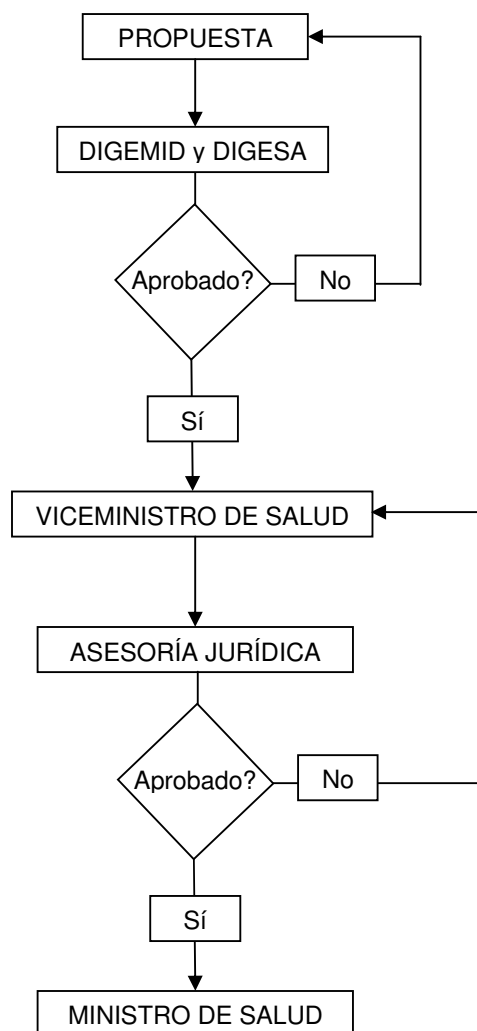 PROPUESTA
DIGEMID y DIGESA
Aprobado?
No
Sí
VICEMINISTRO DE SALUD
ASESORÍA JURÍDICA
Aprobado?
No
Sí
MINISTRO DE SALUD